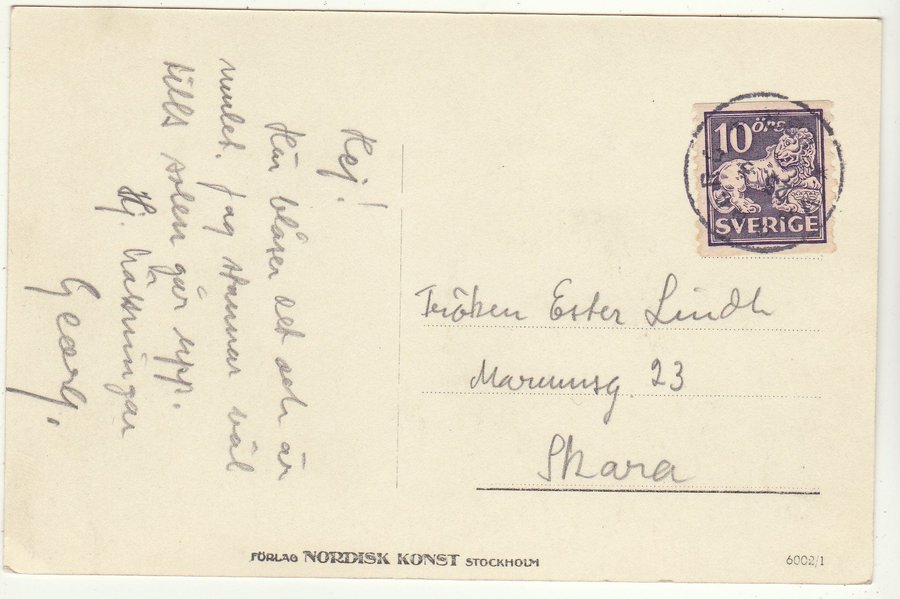 Hej!
Här blåser det och är
mulet. Jag stannar väl
tills solen går upp.
Hj. hälsningar
Georg.
10 ÖRE
SVERIGE
Fröken Ester Lindh
Marumsg. 23
Skara
FÖRLAG NORDISK KONST STOCKHOLM
6002/1